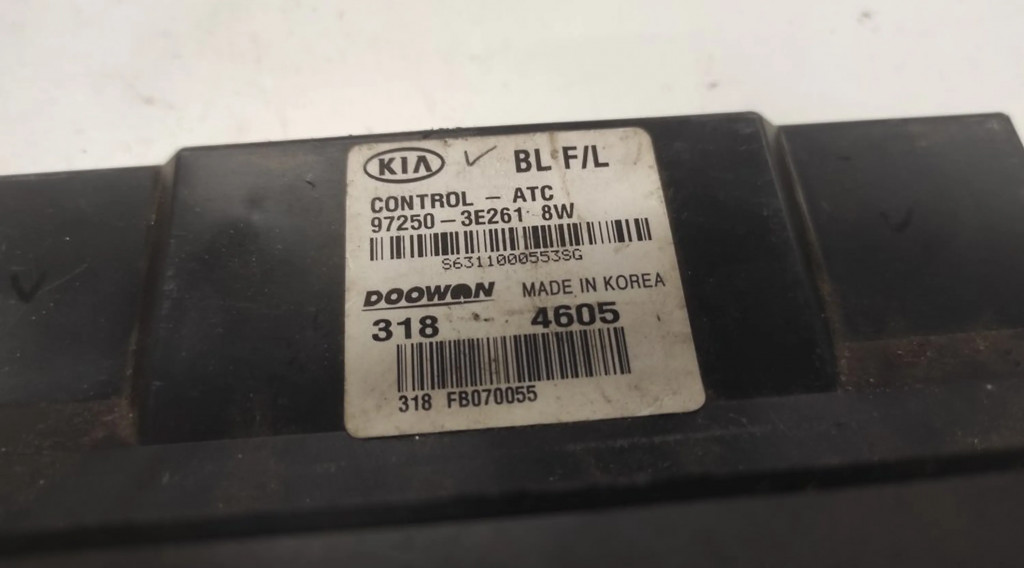 KIA BL F/L
CONTROL - ATC
97250-3E261 8W
S6311000553SG
DOOWON MADE IN KOREA
318 4605
318 FB070055